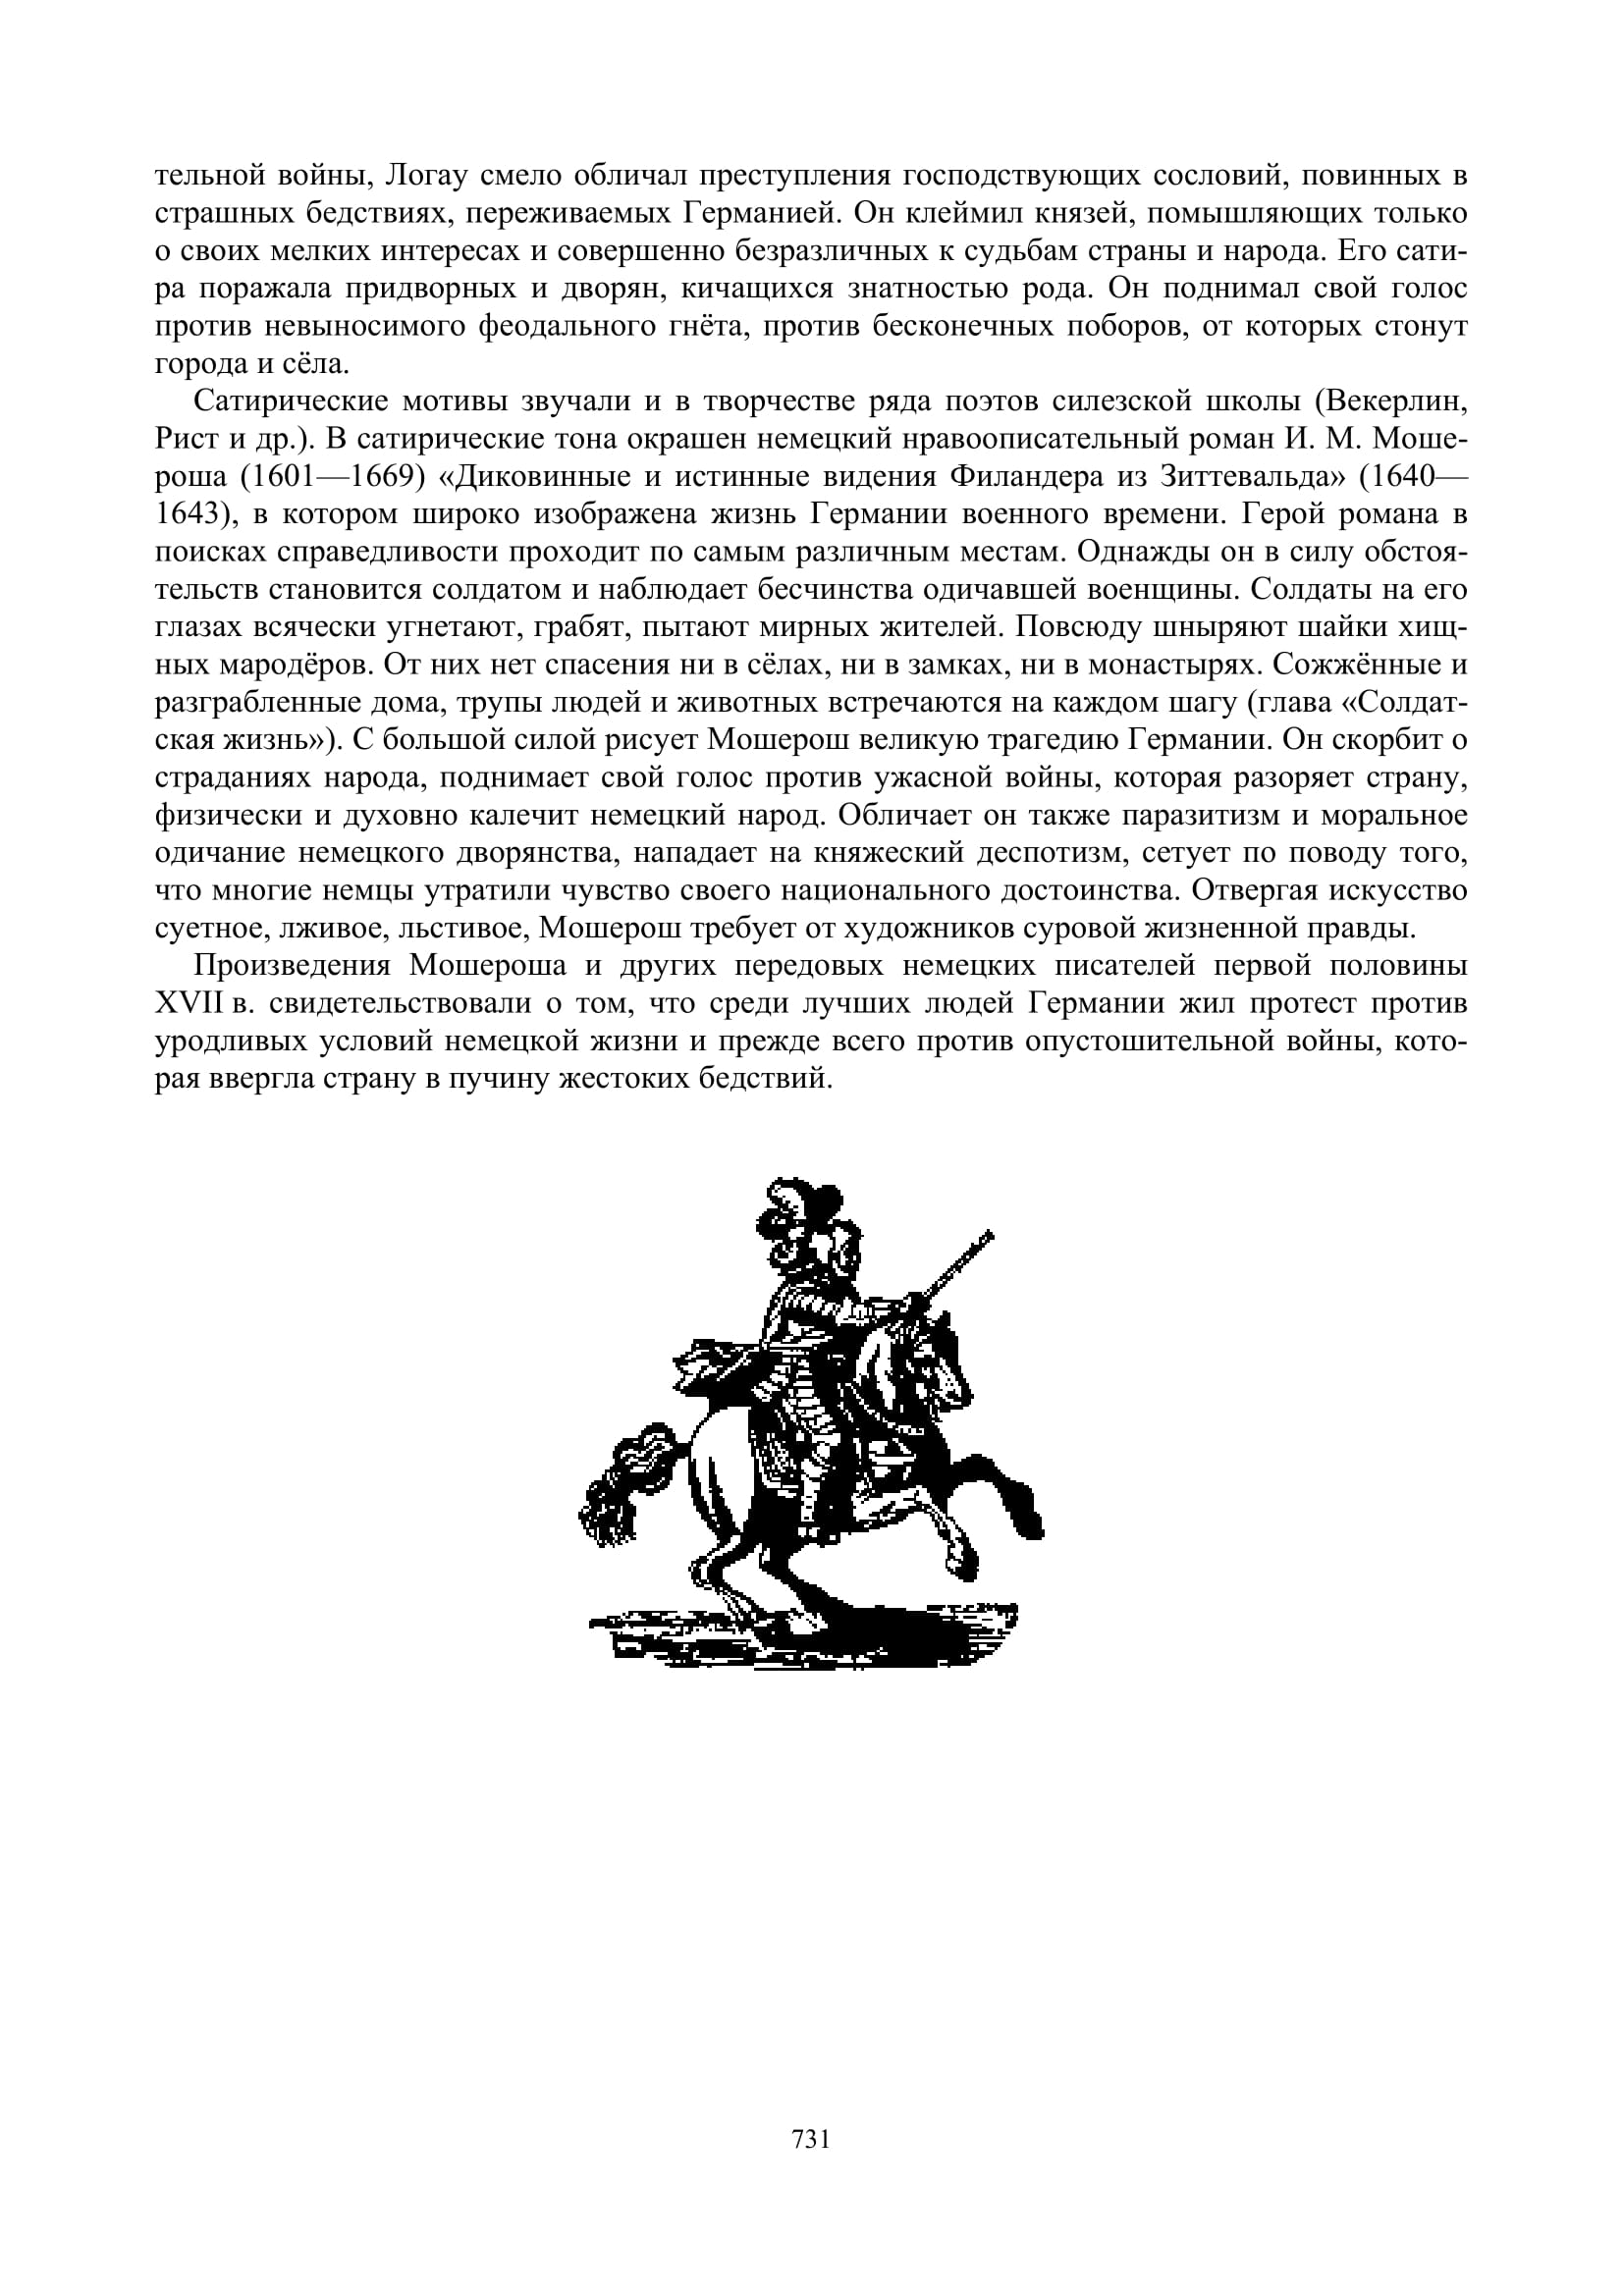 тельной войны, Логау смело обличал преступления господствующих сословий, повинных в
страшных бедствиях, переживаемых Германией. Он клеймил князей, помышляющих только
о своих мелких интересах и совершенно безразличных к судьбам страны и народа. Его сати-
ра поражала придворных и дворян, кичащихся знатностью рода. Он поднимал свой голос
против невыносимого феодального гнёта, против бесконечных поборов, от которых стонут
города и сёла.
Сатирические мотивы звучали и в творчестве ряда поэтов силезской школы (Векерлин,
Рист и др.). В сатирические тона окрашен немецкий нравоописательный роман И. М. Моше-
роша (1601—1669) «Диковинные и истинные видения Филандера из Зиттевальда» (1640—
1643), в котором широко изображена жизнь Германии военного времени. Герой романа в
поисках справедливости проходит по самым различным местам. Однажды он в силу обстоя-
тельств становится солдатом и наблюдает бесчинства одичавшей военщины. Солдаты на его
глазах всячески угнетают, грабят, пытают мирных жителей. Повсюду шныряют шайки хищ-
ных мародёров. От них нет спасения ни в сёлах, ни в замках, ни в монастырях. Сожжённые и
разграбленные дома, трупы людей и животных встречаются на каждом шагу (глава «Солдат-
ская жизнь»). С большой силой рисует Мошерош великую трагедию Германии. Он скорбит о
страданиях народа, поднимает свой голос против ужасной войны, которая разоряет страну,
физически и духовно калечит немецкий народ. Обличает он также паразитизм и моральное
одичание немецкого дворянства, нападает на княжеский деспотизм, сетует по поводу того,
что многие немцы утратили чувство своего национального достоинства. Отвергая искусство
суетное, лживое, льстивое, Мошерош требует от художников суровой жизненной правды.
Произведения Мошероша и других передовых немецких писателей первой половины
XVII в. свидетельствовали о том, что среди лучших людей Германии жил протест против
уродливых условий немецкой жизни и прежде всего против опустошительной войны, кото-
рая ввергла страну в пучину жестоких бедствий.
731